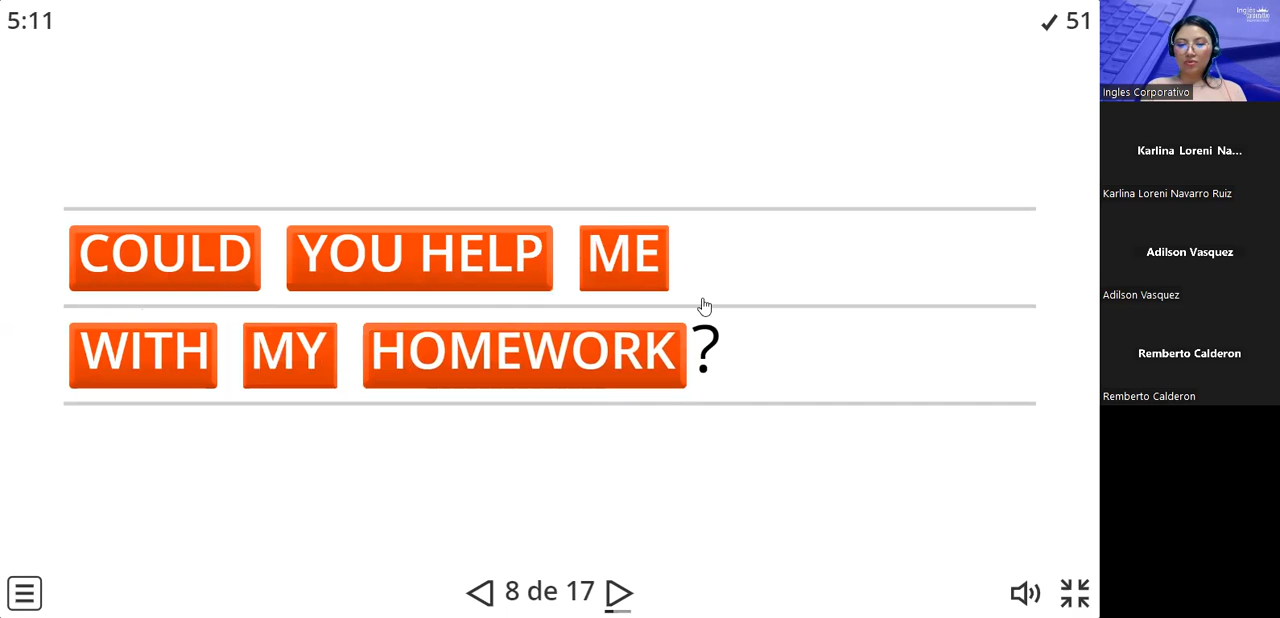 5:11
✓ 51
COULD YOU HELP ME
WITH MY HOMEWORK?
8 de 17
Ingles Corporativo
Karlina Loreni Na...
Karlina Loreni Navarro Ruiz
Adilson Vasquez
Adilson Vasquez
Remberto Calderon
Remberto Calderon